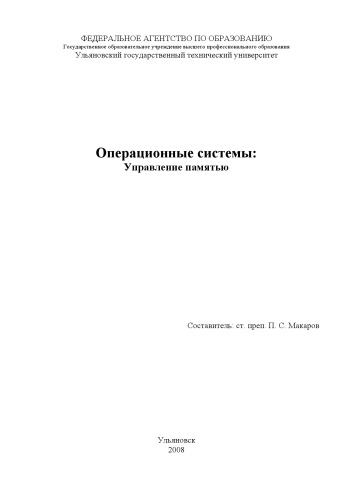 ФЕДЕРАЛЬНОЕ АГЕНТСТВО ПО ОБРАЗОВАНИЮ
Государственное образовательное учреждение высшего профессионального образования
Ульяновский государственный технический университет
Операционные системы:
Управление памятью
Составитель: ст. преп. П. С. Макаров
Ульяновск
2008